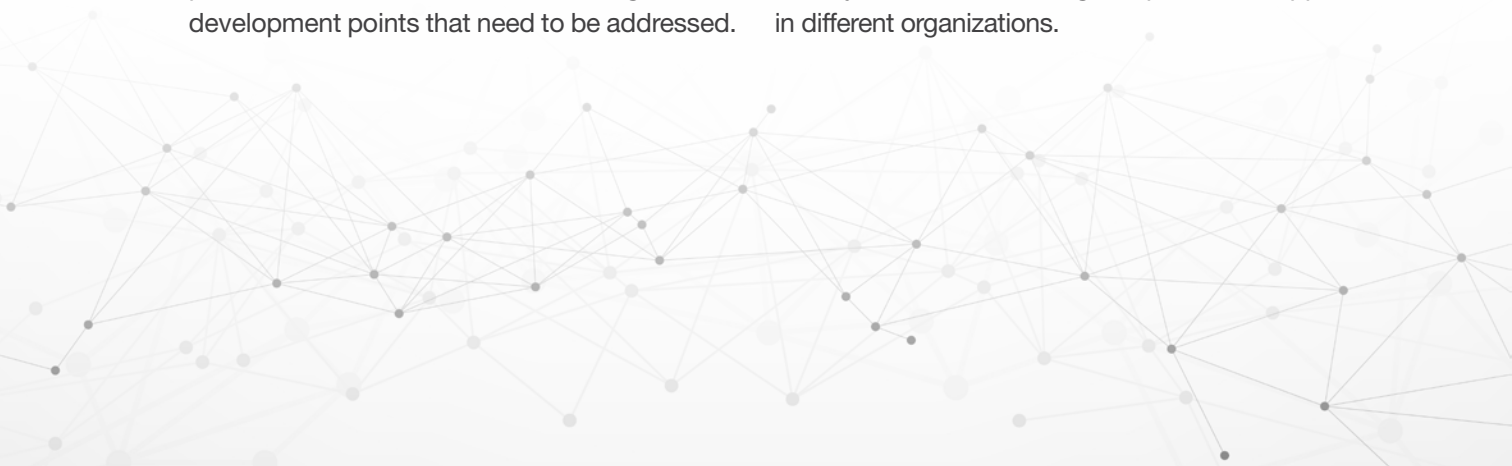 development points that need to be addressed.
in different organizations.